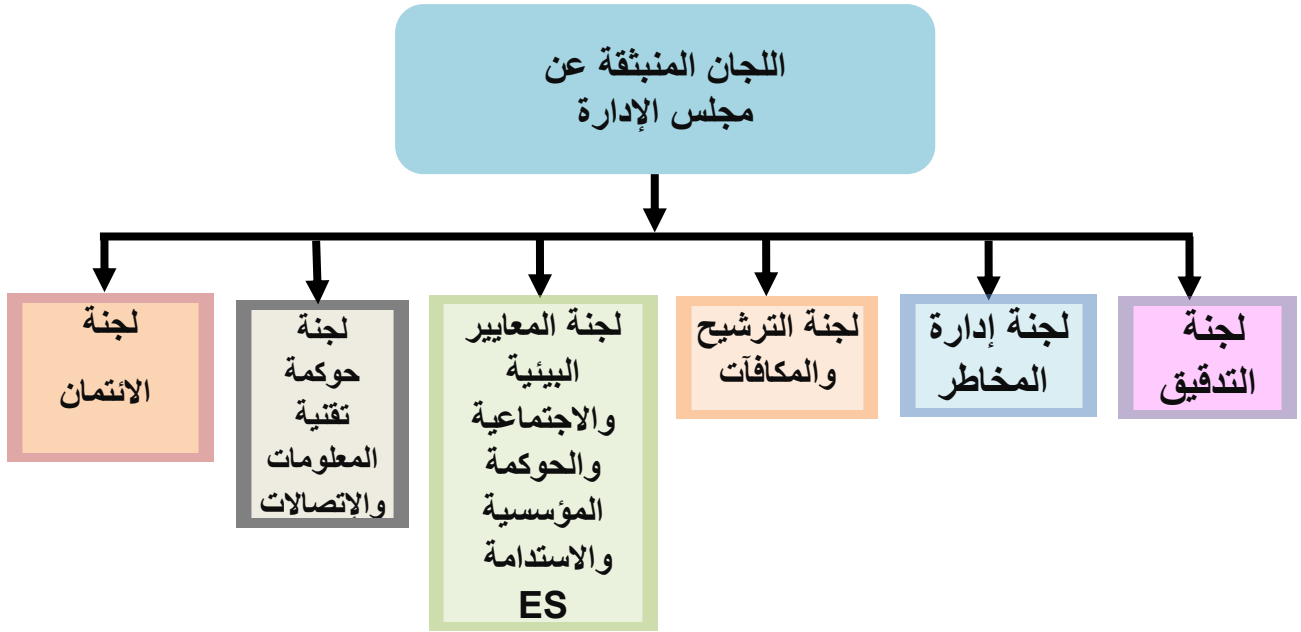 اللجان المنبثقة عن
مجلس الإدارة
لجنة
التدقيق
لجنة إدارة
المخاطر
لجنة الترشيح
والمكافآت
لجنة المعايير
البيئية
والاجتماعية
والحوكمة
المؤسسية
والاستدامة
ES
لجنة
حوكمة
تقنية
المعلومات
والإتصالات
لجنة
الائتمان